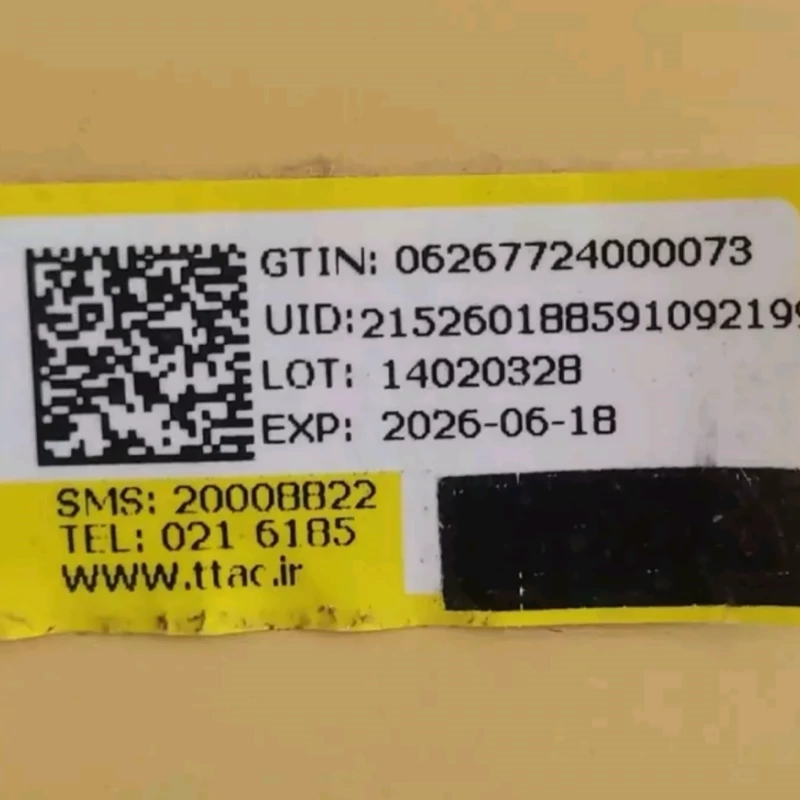 GTIN: 06267724000073
UID:21526018859109219
LOT: 14020328
EXP: 2026-06-18
SMS: 20008822
TEL: 021 6185
www.ttac.ir